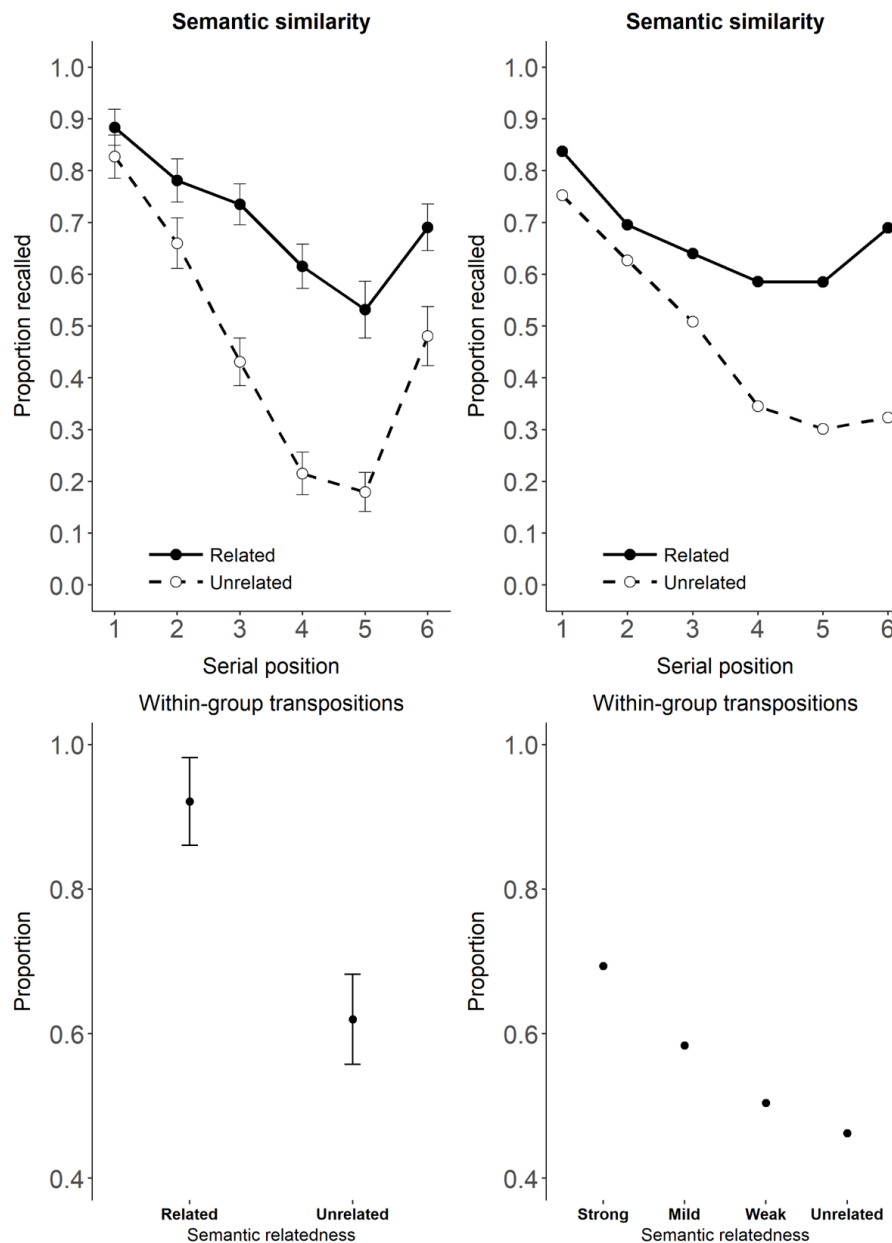 Semantic similarity
Proportion recalled
1.0
0.9
0.8
0.7
0.6
0.5
0.4
0.3
0.2
0.1
0.0
Related
Unrelated
1 2 3 4 5 6
Serial position
Semantic similarity
Proportion recalled
1.0
0.9
0.8
0.7
0.6
0.5
0.4
0.3
0.2
0.1
0.0
Related
Unrelated
1 2 3 4 5 6
Serial position
Within-group transpositions
Proportion
1.0
0.8
0.6
0.4
Related Unrelated
Semantic relatedness
Within-group transpositions
Proportion
1.0
0.8
0.6
0.4
Strong Mild Weak Unrelated
Semantic relatedness